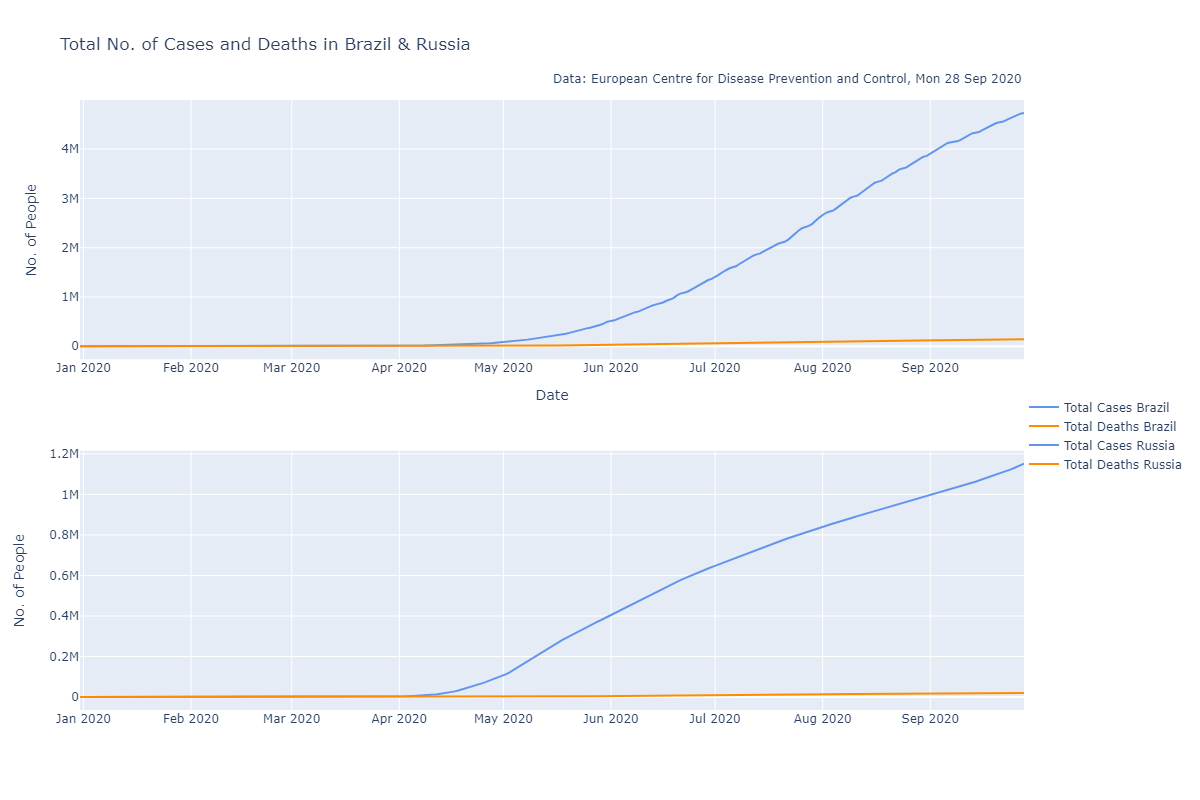 Total No. of Cases and Deaths in Brazil & Russia
Data: European Centre for Disease Prevention and Control, Mon 28 Sep 2020
No. of People
4M
3M
2M
1M
0
Jan 2020 Feb 2020 Mar 2020 Apr 2020 May 2020 Jun 2020 Jul 2020 Aug 2020 Sep 2020
Date
Total Cases Brazil
Total Deaths Brazil
Total Cases Russia
Total Deaths Russia
No. of People
1.2M
1M
0.8M
0.6M
0.4M
0.2M
0
Jan 2020 Feb 2020 Mar 2020 Apr 2020 May 2020 Jun 2020 Jul 2020 Aug 2020 Sep 2020